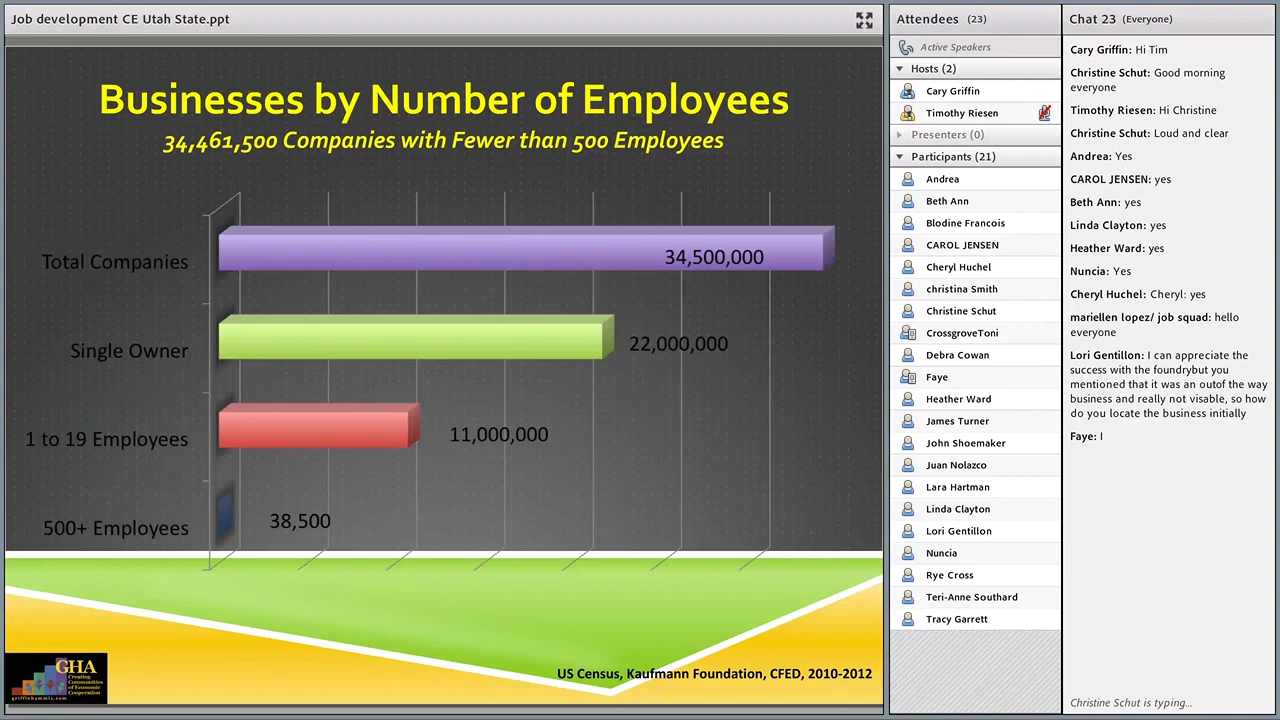 Job development CE Utah State.ppt
Businesses by Number of Employees
34,461,500 Companies with Fewer than 500 Employees
Total Companies
34,500,000
Single Owner
22,000,000
1 to 19 Employees
11,000,000
500+ Employees
38,500
GHA
Creating
Communities
of Economic
Cooperation
griffinhammis.com
US Census, Kaufmann Foundation, CFED, 2010-2012
Attendees (23)
Active Speakers
Hosts (2)
Cary Griffin
Timothy Riesen
Presenters (0)
Participants (21)
Andrea
Beth Ann
Blodine Francois
CAROL JENSEN
Cheryl Huchel
christina Smith
Christine Schut
CrossgroveToni
Debra Cowan
Faye
Heather Ward
James Turner
John Shoemaker
Juan Nolazco
Lara Hartman
Linda Clayton
Lori Gentillon
Nuncia
Rye Cross
Teri-Anne Southard
Tracy Garrett
Chat 23 (Everyone)
Cary Griffin: Hi Tim
Christine Schut: Good morning
everyone
Timothy Riesen: Hi Christine
Christine Schut: Loud and clear
Andrea: Yes
CAROL JENSEN: yes
Beth Ann: yes
Linda Clayton: yes
Heather Ward: yes
Nuncia: Yes
Cheryl Huchel: Cheryl: yes
mariellen lopez/ job squad: hello
everyone
Lori Gentillon: I can appreciate the
success with the foundrybut you
mentioned that it was an outof the way
business and really not visable, so how
do you locate the business initially
Faye: I
Christine Schut is typing...